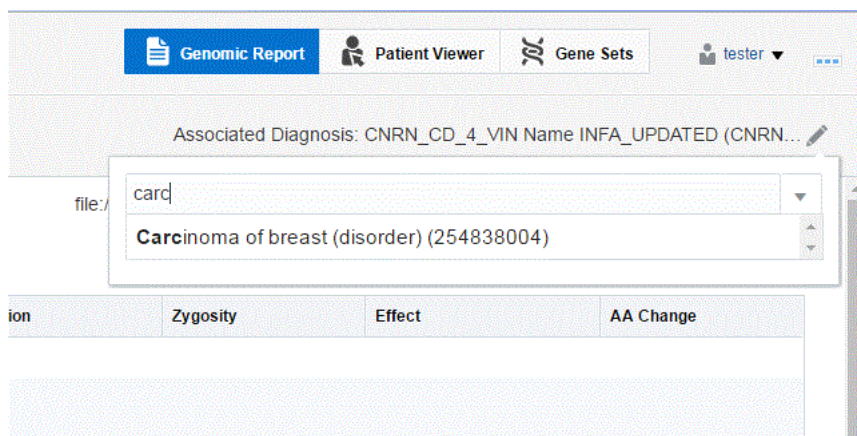 Genomic Report Patient Viewer Gene Sets tester
Associated Diagnosis: CNRN_CD_4_VIN Name INFA_UPDATED (CNRN...
file:/
carc
Carcinoma of breast (disorder) (254838004)
ion Zygosity Effect AA Change